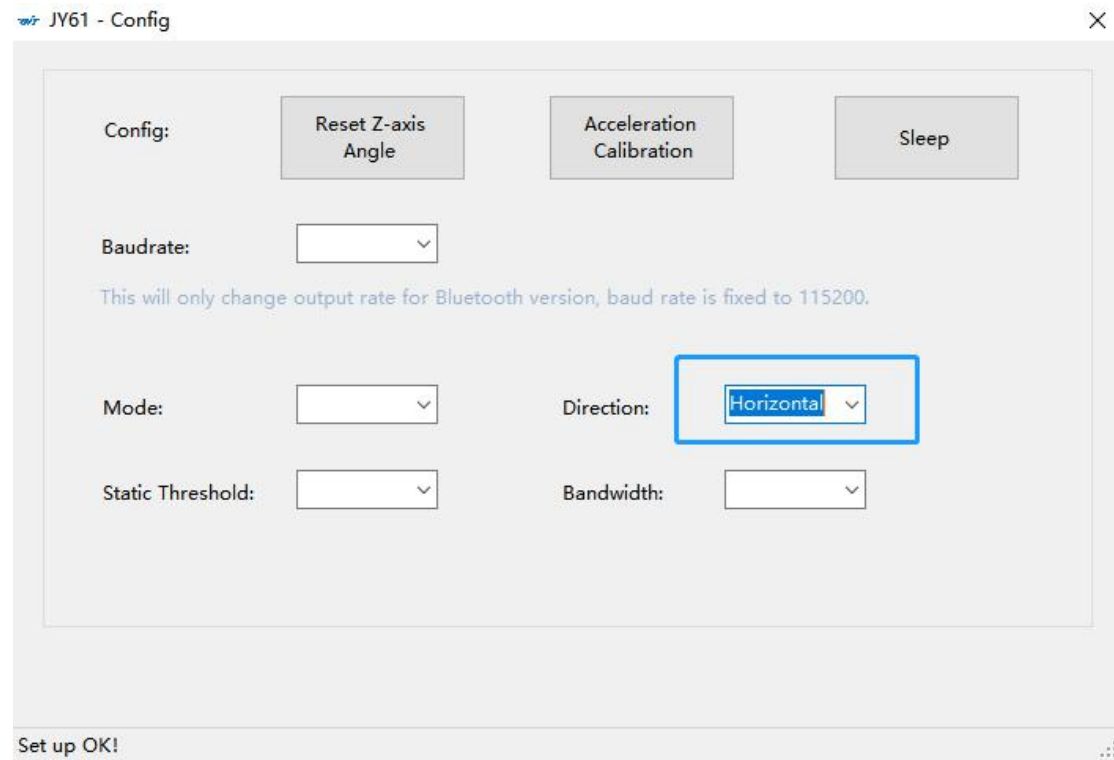 JY61 - Config
Config:
Reset Z-axis
Angle
Acceleration
Calibration
Sleep
Baudrate:
This will only change output rate for Bluetooth version, baud rate is fixed to 115200.
Mode:
Direction:
Horizontal
Static Threshold:
Bandwidth:
Set up OK!